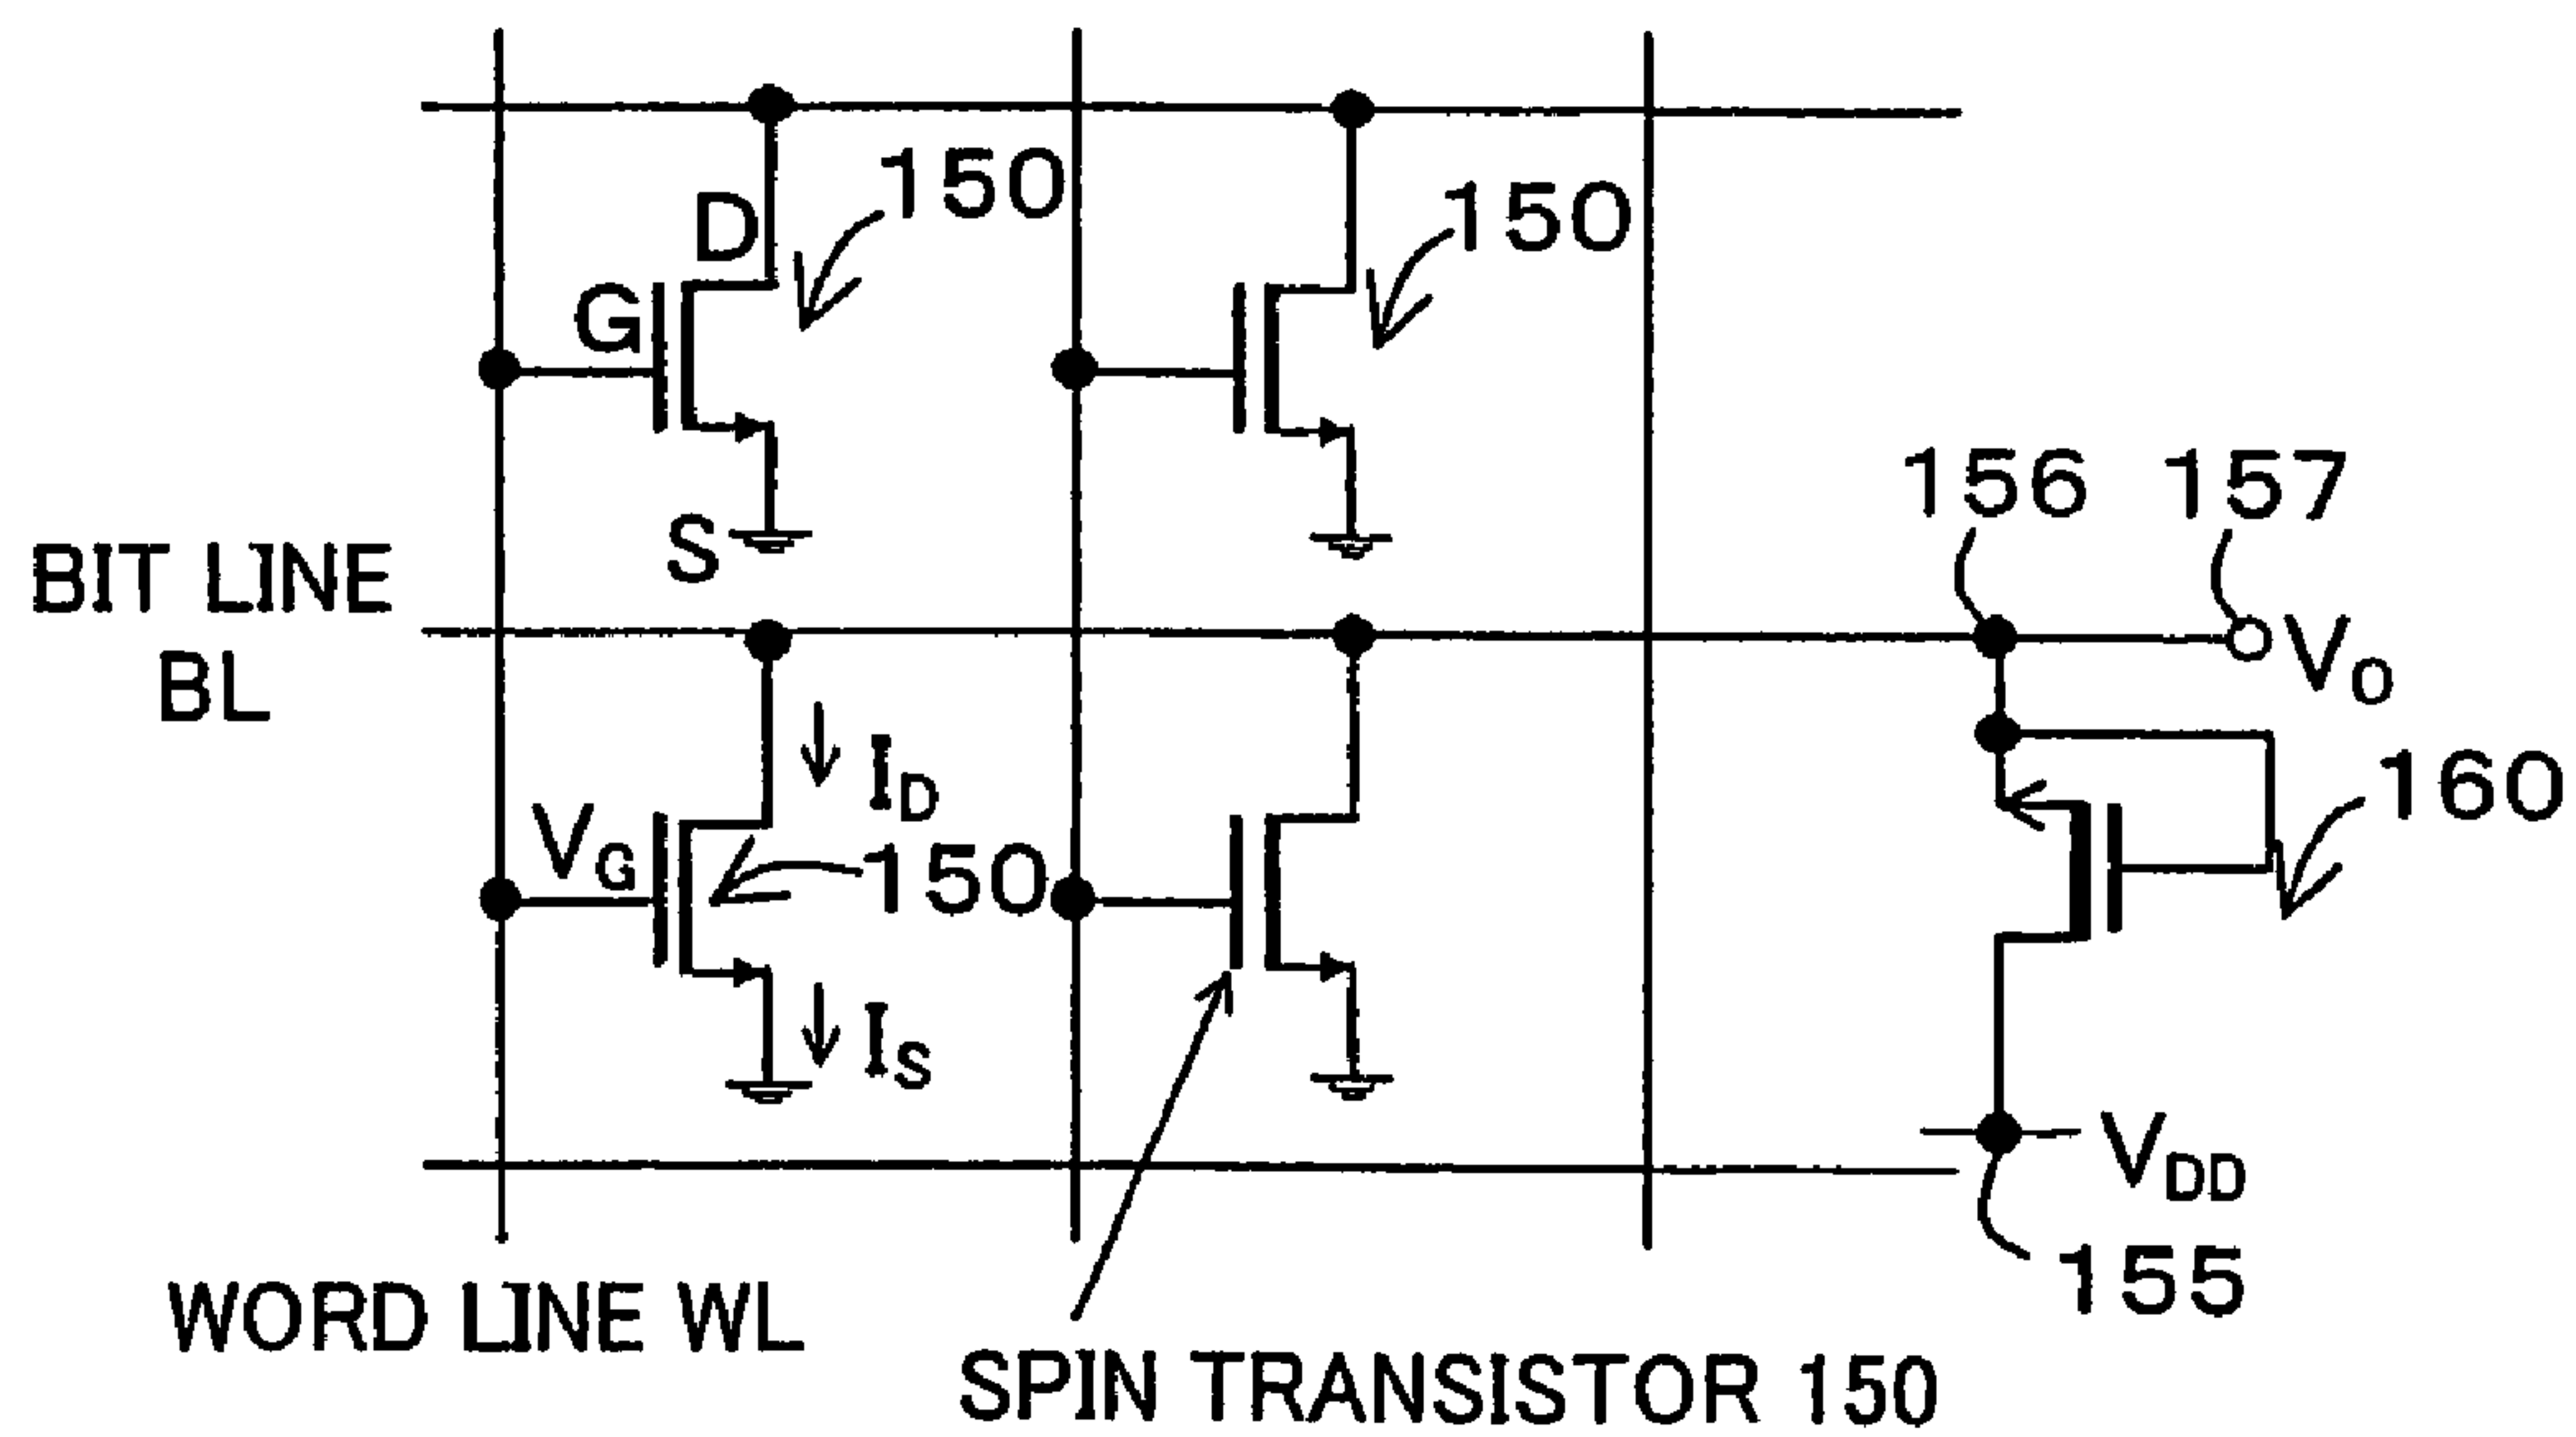 150
150
D
G
S
156 157
BIT LINE
BL
VO
ID
160
VG
150
IS
VDD
155
WORD LINE WL
SPIN TRANSISTOR 150